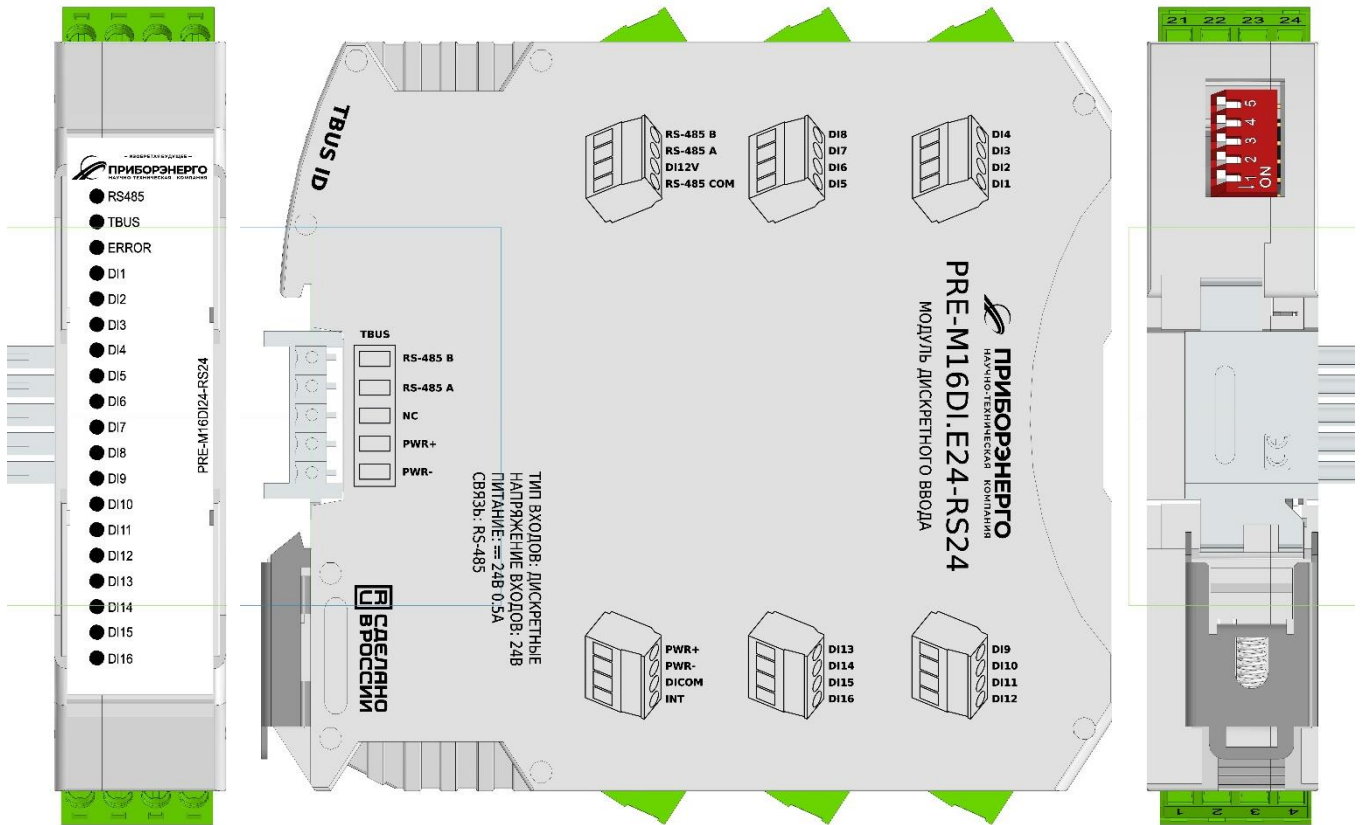 — ИЗОБРЕТАЯ БУДУЩЕЕ —
ПРИБОРЭНЕРГО
НАУЧНО-ТЕХНИЧЕСКАЯ КОМПАНИЯ
RS485
TBUS
ERROR
DI1
DI2
DI3
DI4
DI5
DI6
DI7
DI8
DI9
DI10
DI11
DI12
DI13
DI14
DI15
DI16
PRE-M16DI24-RS24
TBUS ID
RS-485 B
RS-485 A
DI12V
RS-485 COM
DI8
DI7
DI6
DI5
DI4
DI3
DI2
DI1
TBUS
RS-485 B
RS-485 A
NC
PWR+
PWR-
ПРИБОРЭНЕРГО
НАУЧНО-ТЕХНИЧЕСКАЯ КОМПАНИЯ
PRE-M16DI.E24-RS24
МОДУЛЬ ДИСКРЕТНОГО ВВОДА
ТИП ВХОДОВ: ДИСКРЕТНЫЕ
НАПРЯЖЕНИЕ ВХОДОВ: 24В
ПИТАНИЕ: ⎓24В 0.5А
СВЯЗЬ: RS-485
RU СДЕЛАНО
В РОССИИ
PWR+
PWR-
DICOM
INT
DI13
DI14
DI15
DI16
DI9
DI10
DI11
DI12
21 22 23 24
↓1 2 3 4 5
ON
CE
1 2 3 4